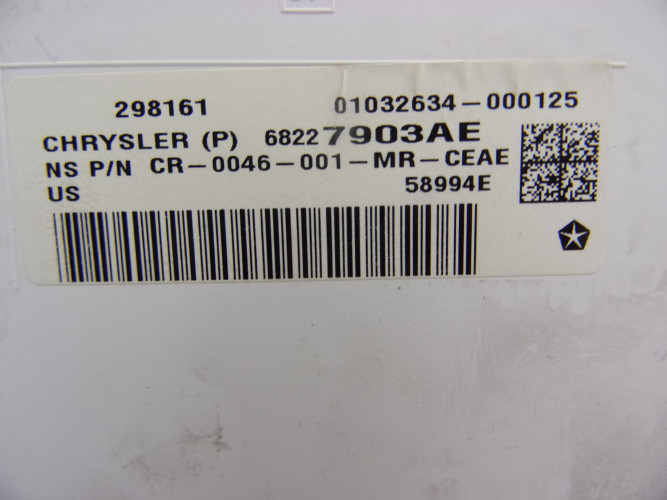 298161 01032634-000125
CHRYSLER (P) 68227903AE
NS P/N CR-0046-001-MR-CEAE
US 58994E